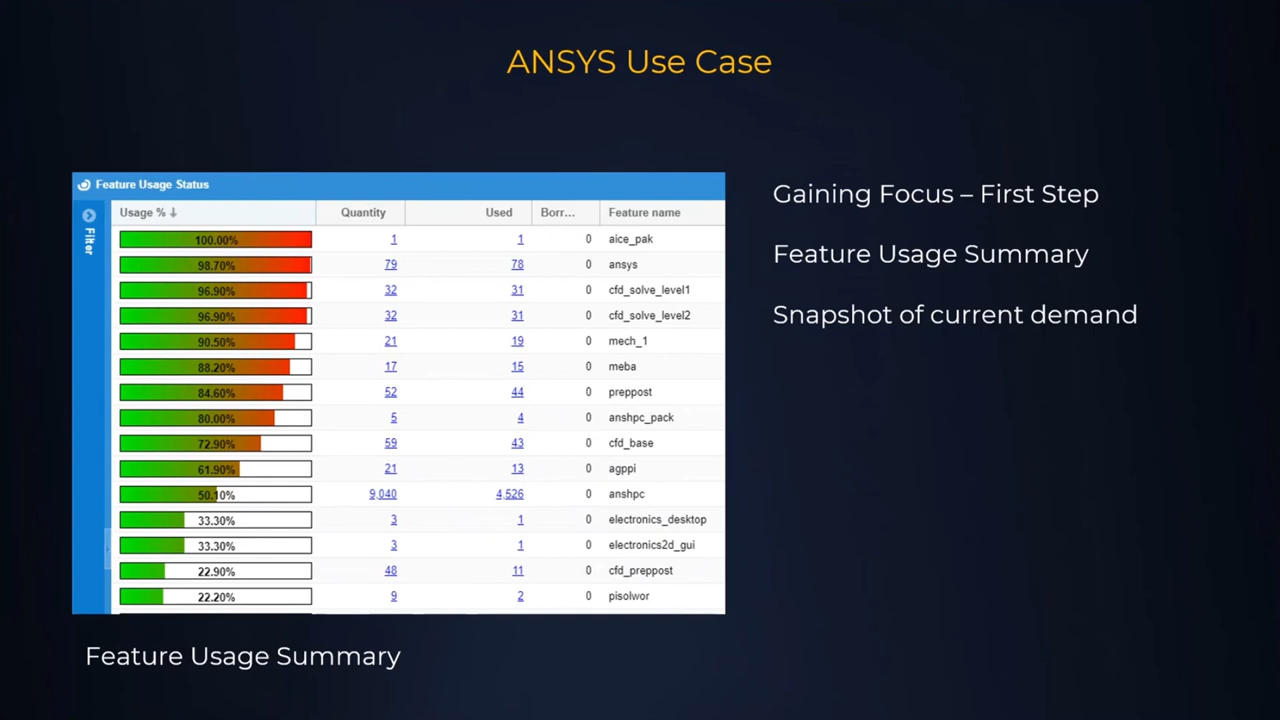 ANSYS Use Case
Feature Usage Status
Filter
Usage % ↓ Quantity Used Borr... Feature name
100.00% 1 1 0 aice_pak
98.70% 79 78 0 ansys
96.90% 32 31 0 cfd_solve_level1
96.90% 32 31 0 cfd_solve_level2
90.50% 21 19 0 mech_1
88.20% 17 15 0 meba
84.60% 52 44 0 preppost
80.00% 5 4 0 anshpc_pack
72.90% 59 43 0 cfd_base
61.90% 21 13 0 agppi
50.10% 9,040 4,526 0 anshpc
33.30% 3 1 0 electronics_desktop
33.30% 3 1 0 electronics2d_gui
22.90% 48 11 0 cfd_preppost
22.20% 9 2 0 pisolwor
Feature Usage Summary
Gaining Focus – First Step
Feature Usage Summary
Snapshot of current demand